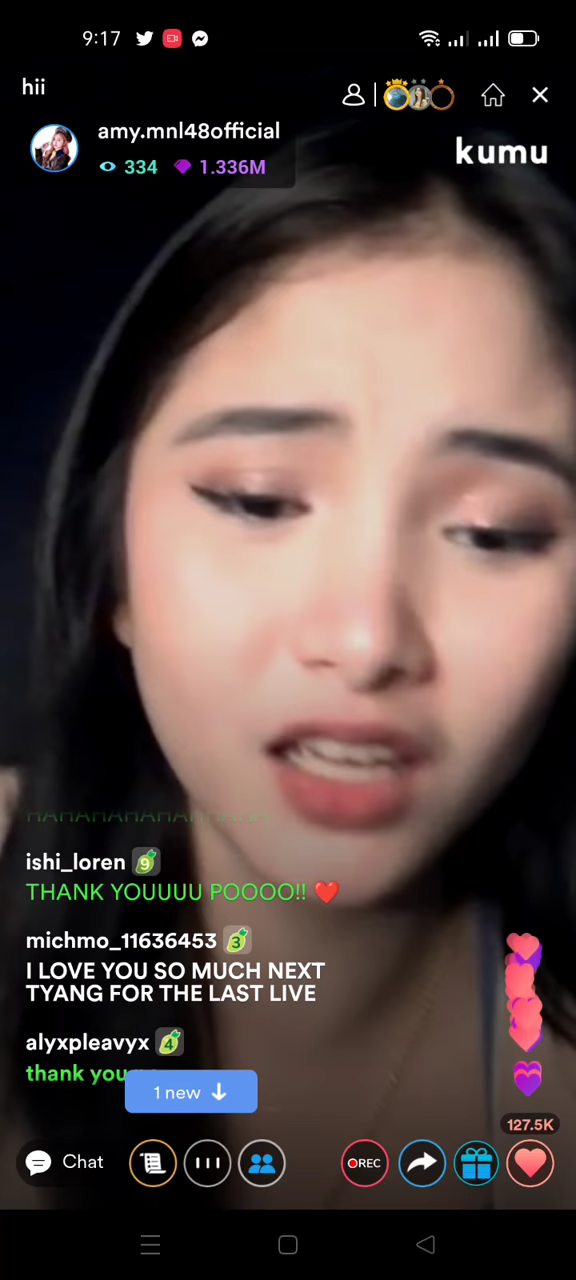 9:17
hii
amy.mnl48official
334 1.336M
kumu
ishi_loren 9
THANK YOUUUU POOOO!! ❤️
michmo_11636453 3
I LOVE YOU SO MUCH NEXT
TYANG FOR THE LAST LIVE
alyxpleavyx 4
thank you
1 new
127.5K
Chat
REC